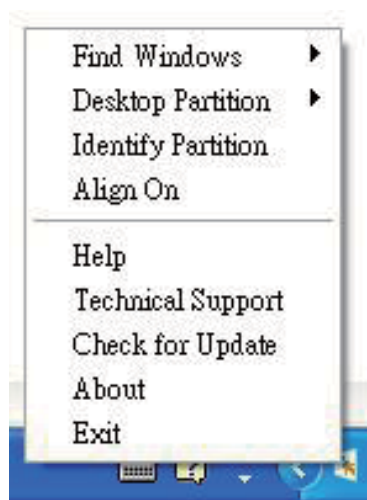 Find Windows
Desktop Partition
Identify Partition
Align On
Help
Technical Support
Check for Update
About
Exit